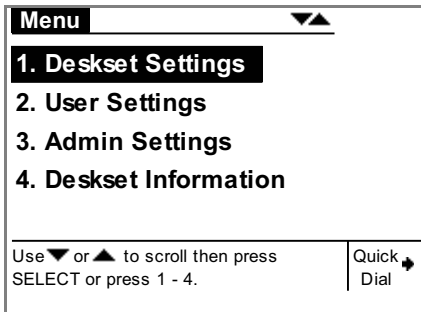 Menu ▼▲
1. Deskset Settings
2. User Settings
3. Admin Settings
4. Deskset Information
Use ▼ or ▲ to scroll then press
SELECT or press 1 - 4.
Quick
Dial